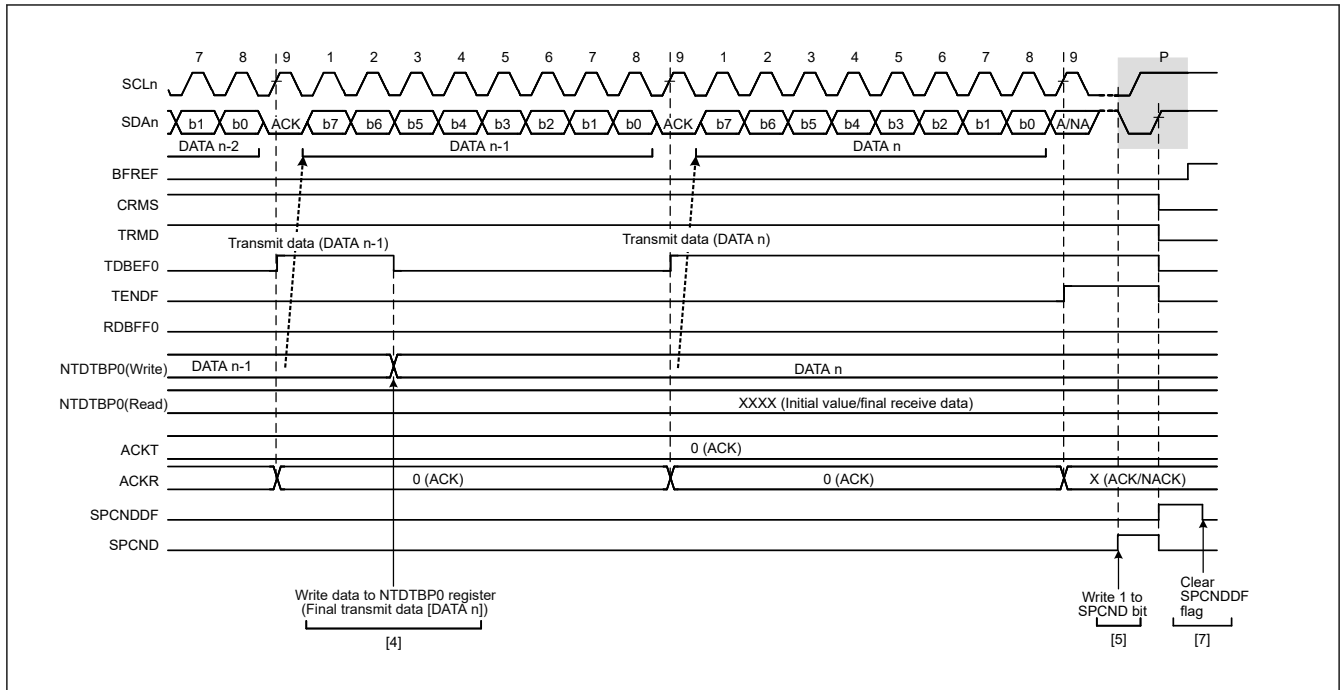 7 8 9 1 2 3 4 5 6 7 8 9 1 2 3 4 5 6 7 8 9 P
SCLn
SDAn b1 b0 ACK b7 b6 b5 b4 b3 b2 b1 b0 ACK b7 b6 b5 b4 b3 b2 b1 b0 A/NA
DATA n-2 DATA n-1 DATA n
BFREF
CRMS
TRMD
Transmit data (DATA n-1) Transmit data (DATA n)
TDBEF0
TENDF
RDBFF0
NTDTBP0(Write) DATA n-1 DATA n
NTDTBP0(Read) XXXX (Initial value/final receive data)
ACKT 0 (ACK)
ACKR 0 (ACK) 0 (ACK) X (ACK/NACK)
SPCNDDF
SPCND
Write data to NTDTBP0 register
(Final transmit data [DATA n])
[4]
Write 1 to
SPCND bit
[5]
Clear
SPCNDDF
flag
[7]